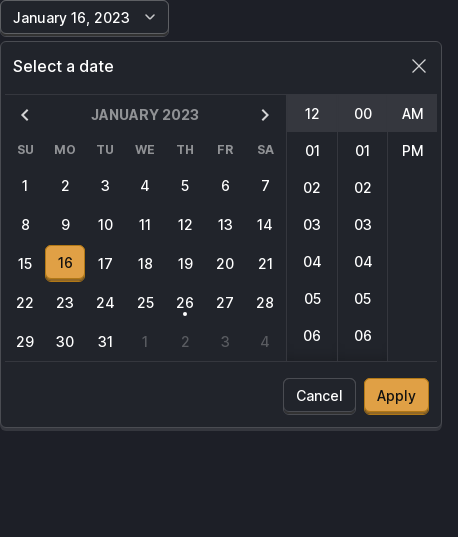 January 16, 2023
Select a date
JANUARY 2023
SU MO TU WE TH FR SA
1 2 3 4 5 6 7
8 9 10 11 12 13 14
15 16 17 18 19 20 21
22 23 24 25 26 27 28
29 30 31 1 2 3 4
12 00 AM
01 01 PM
02 02
03 03
04 04
05 05
06 06
Cancel Apply